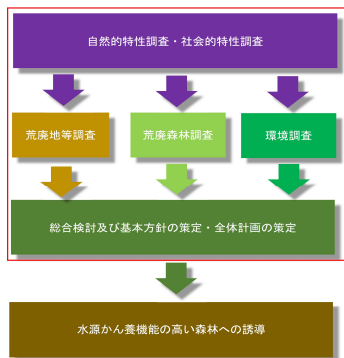 自然的特性調査・社会的特性調査
荒廃地等調査
荒廃森林調査
環境調査
総合検討及び基本方針の策定・全体計画の策定
水源かん養機能の高い森林への誘導